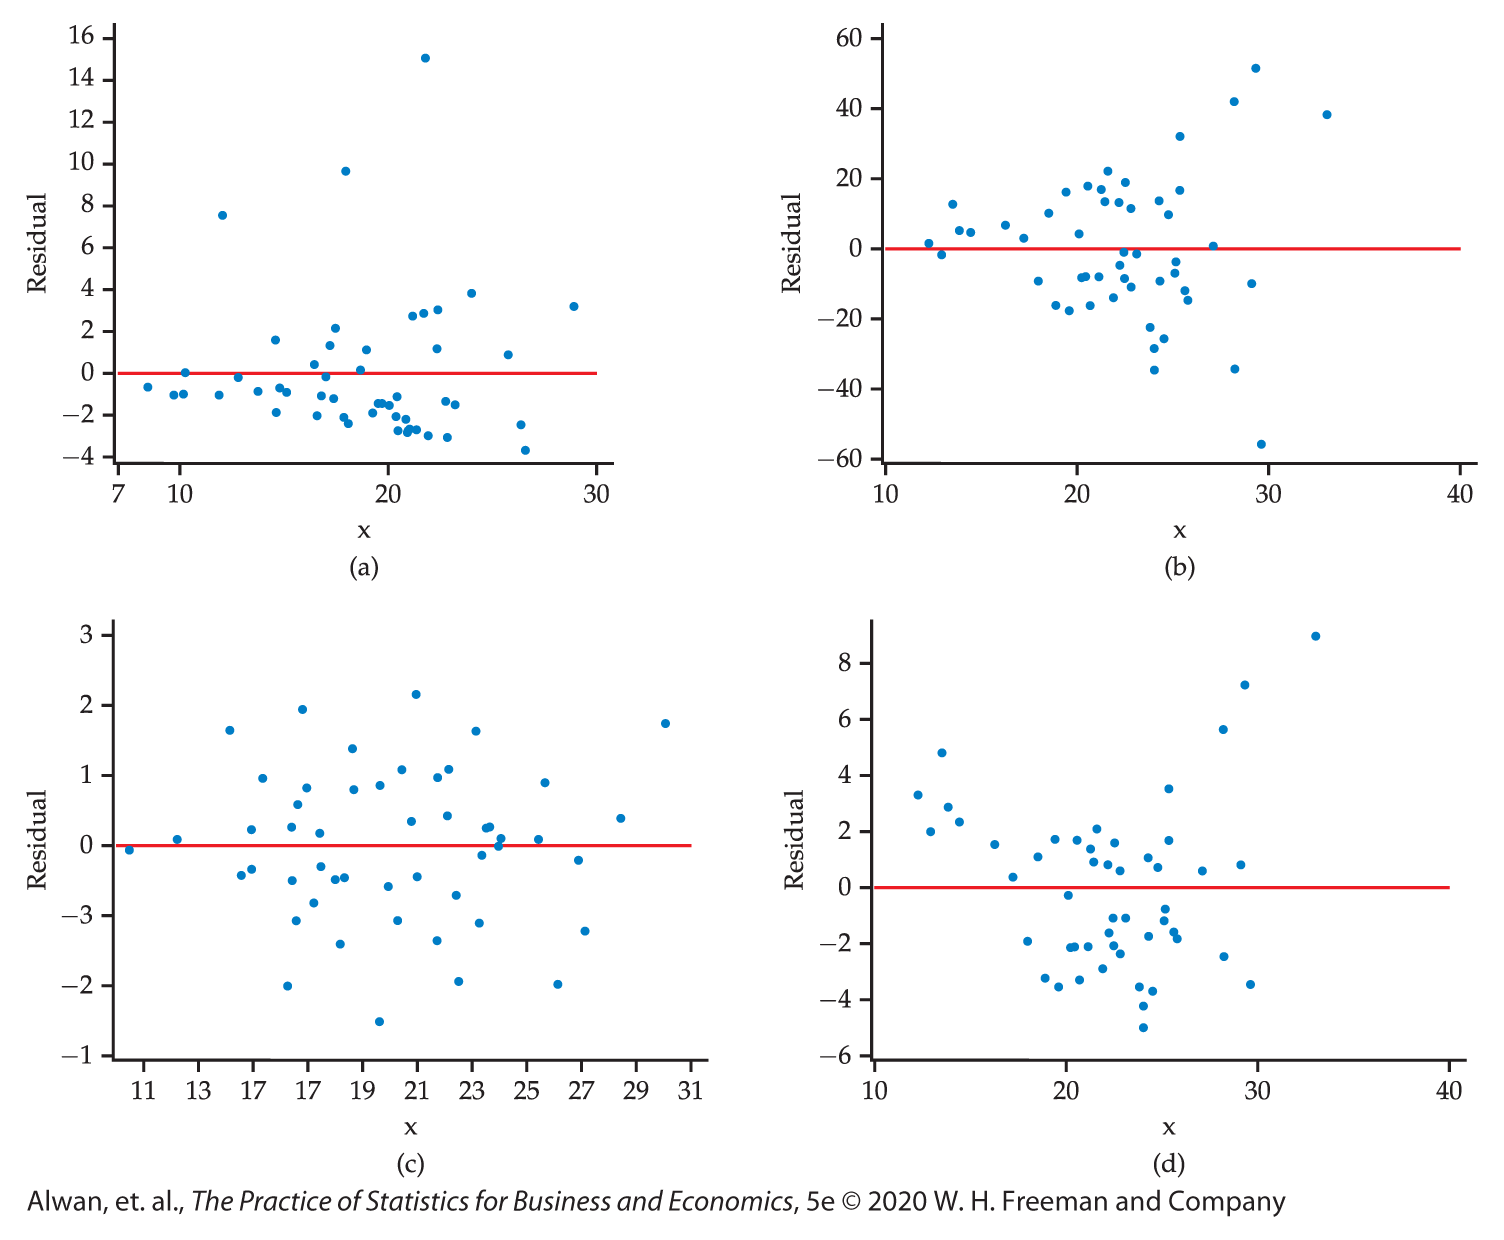 16
14
12
10
8
6
4
2
0
−2
−4
Residual
7 10 20 30
x
(a)
60
40
20
0
−20
−40
−60
Residual
10 20 30 40
x
(b)
3
2
1
0
−3
−2
−1
Residual
11 13 17 17 19 21 23 25 27 29 31
x
(c)
8
6
4
2
0
−2
−4
−6
Residual
10 20 30 40
x
(d)
Alwan, et. al., The Practice of Statistics for Business and Economics, 5e © 2020 W. H. Freeman and Company